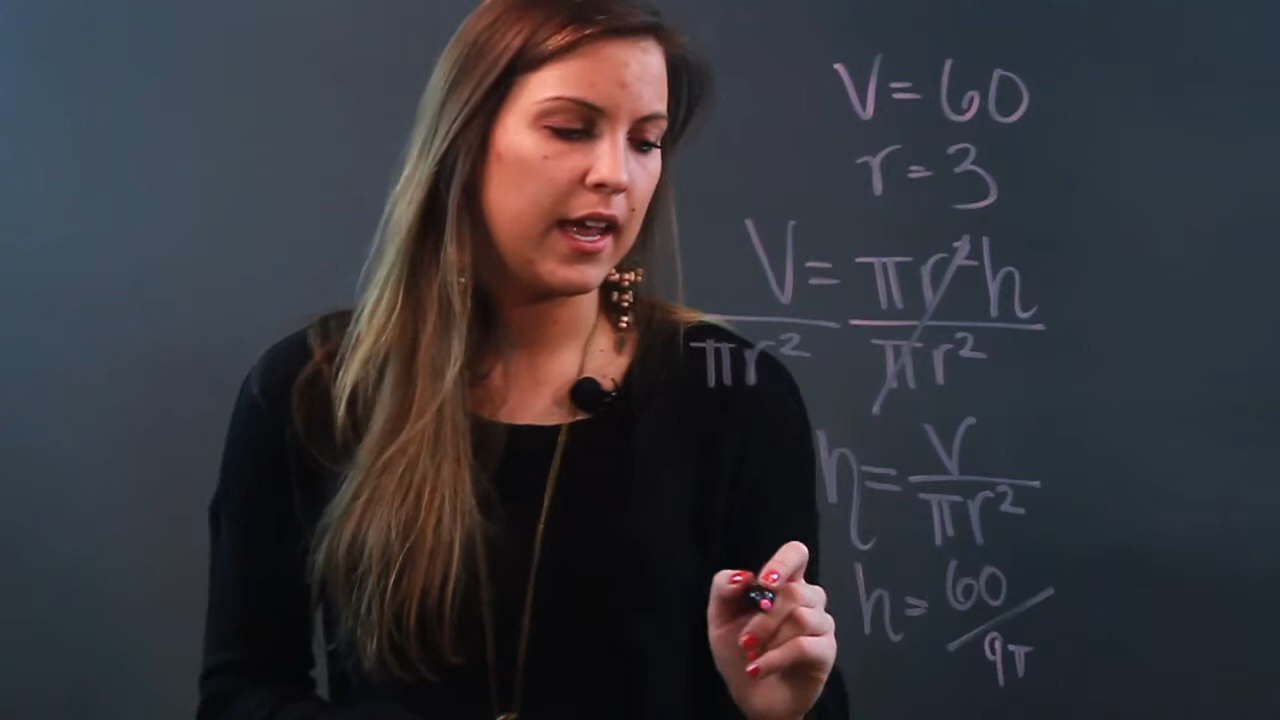 V = 60
r = 3
V = πr²h
πr² πr²
h = V
πr²
h = 60/9π